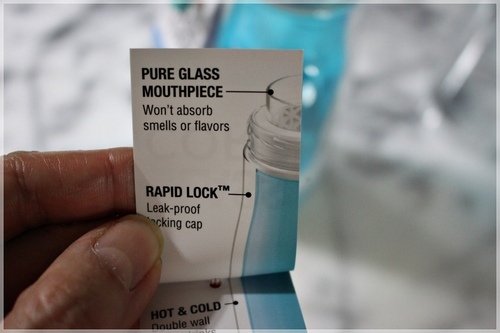 PURE GLASS
MOUTHPIECE
Won't absorb
smells or flavors
RAPID LOCK™
Leak-proof
locking cap
HOT & COLD
Double wall